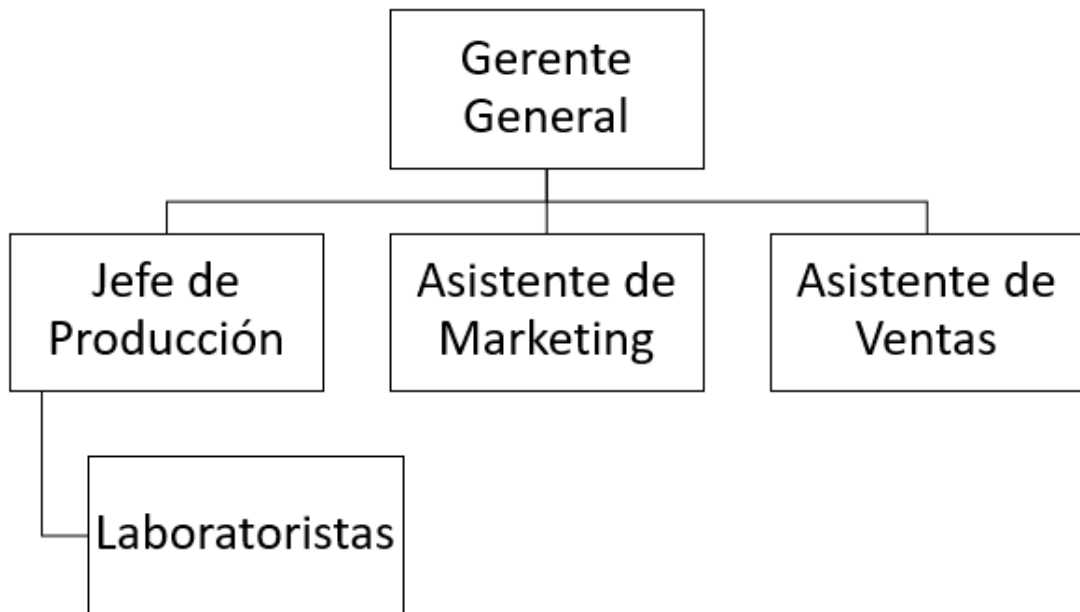 Gerente
General
Jefe de
Producción
Asistente de
Marketing
Asistente de
Ventas
Laboratoristas